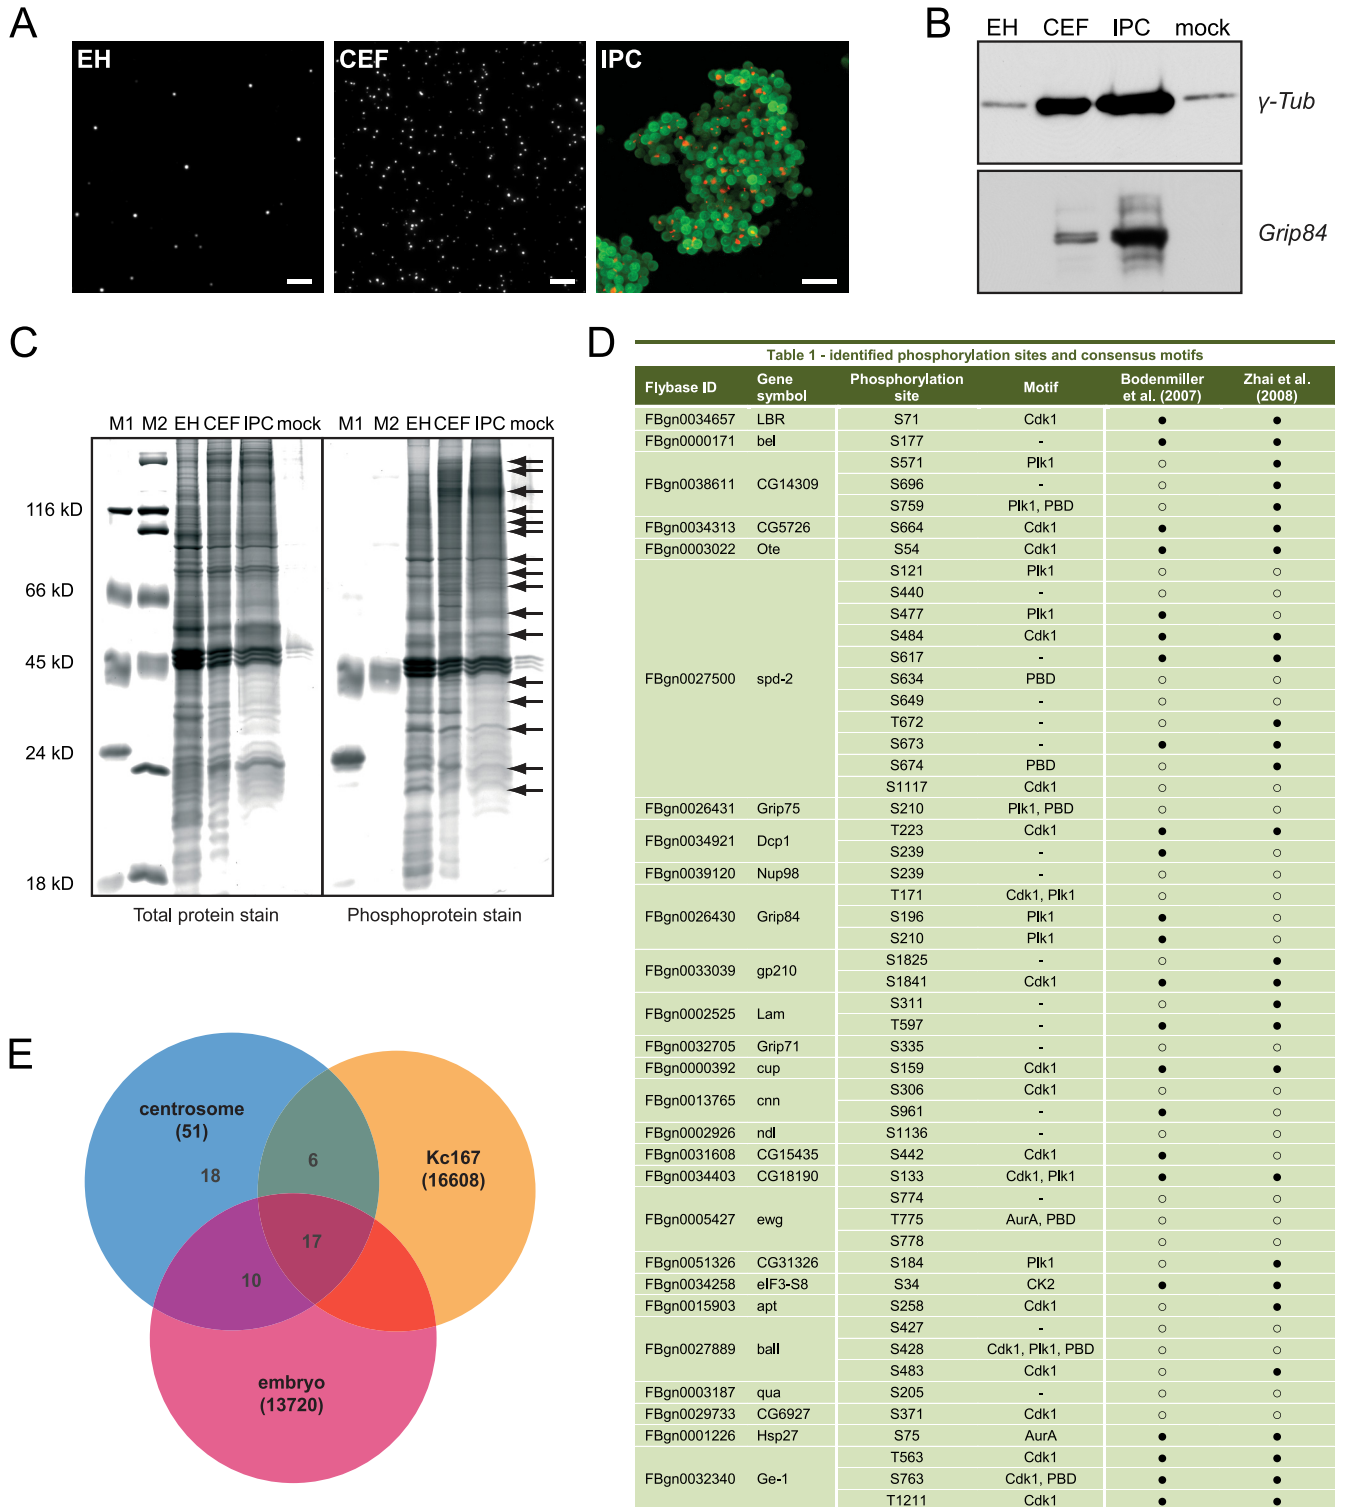 A
EH
CEF
IPC
B
EH CEF IPC mock
γ-Tub
Grip84
C
M1 M2 EH CEF IPC mock M1 M2 EH CEF IPC mock
116 kD
66 kD
45 kD
24 kD
18 kD
Total protein stain
Phosphoprotein stain
D
Table 1 - identified phosphorylation sites and consensus motifs
Flybase ID Gene symbol Phosphorylation site Motif Bodenmiller et al. (2007) Zhai et al. (2008)
FBgn0034657 LBR S71 Cdk1 ● ●
FBgn0000171 bel S177 - ● ●
S571 Plk1 ○ ●
FBgn0038611 CG14309 S696 - ○ ●
S759 Plk1, PBD ○ ●
FBgn0034313 CG5726 S664 Cdk1 ● ●
FBgn0003022 Ote S54 Cdk1 ● ●
S121 Plk1 ○ ○
S440 - ○ ○
S477 Plk1 ● ○
S484 Cdk1 ● ●
S617 - ● ●
FBgn0027500 spd-2 S634 PBD ○ ○
S649 - ○ ○
T672 - ○ ●
S673 - ● ●
S674 PBD ○ ●
S1117 Cdk1 ○ ○
FBgn0026431 Grip75 S210 Plk1, PBD ○ ○
FBgn0034921 Dcp1 T223 Cdk1 ● ●
S239 - ● ○
FBgn0039120 Nup98 S239 - ○ ○
T171 Cdk1, Plk1 ○ ○
FBgn0026430 Grip84 S196 Plk1 ● ○
S210 Plk1 ● ○
FBgn0033039 gp210 S1825 - ○ ●
S1841 Cdk1 ● ●
FBgn0002525 Lam S311 - ○ ●
T597 - ● ●
FBgn0032705 Grip71 S335 - ○ ○
FBgn0000392 cup S159 Cdk1 ● ●
FBgn0013765 cnn S306 Cdk1 ○ ○
S961 - ● ○
FBgn0002926 ndl S1136 - ○ ○
FBgn0031608 CG15435 S442 Cdk1 ● ○
FBgn0034403 CG18190 S133 Cdk1, Plk1 ● ●
S774 - ○ ○
FBgn0005427 ewg T775 AurA, PBD ○ ○
S778 ○ ○
FBgn0051326 CG31326 S184 Plk1 ○ ●
FBgn0034258 eIF3-S8 S34 CK2 ● ●
FBgn0015903 apt S258 Cdk1 ○ ●
S427 - ○ ○
FBgn0027889 ball S428 Cdk1, Plk1, PBD ○ ○
S483 Cdk1 ○ ●
FBgn0003187 qua S205 - ○ ○
FBgn0029733 CG6927 S371 Cdk1 ○ ○
FBgn0001226 Hsp27 S75 AurA ● ●
T563 Cdk1 ● ●
FBgn0032340 Ge-1 S763 Cdk1, PBD ● ●
T1211 Cdk1 ● ●
E
centrosome
(51)
18
6
Kc167
(16608)
17
10
embryo
(13720)